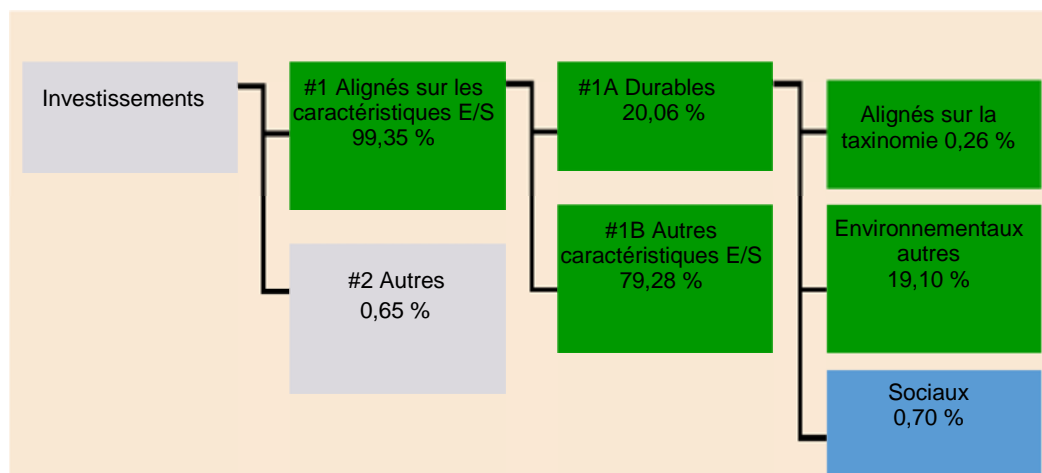 Investissements
#1 Alignés sur les
caractéristiques E/S
99,35 %
#2 Autres
0,65 %
#1A Durables
20,06 %
#1B Autres
caractéristiques E/S
79,28 %
Alignés sur la
taxinomie 0,26 %
Environnementaux
autres
19,10 %
Sociaux
0,70 %